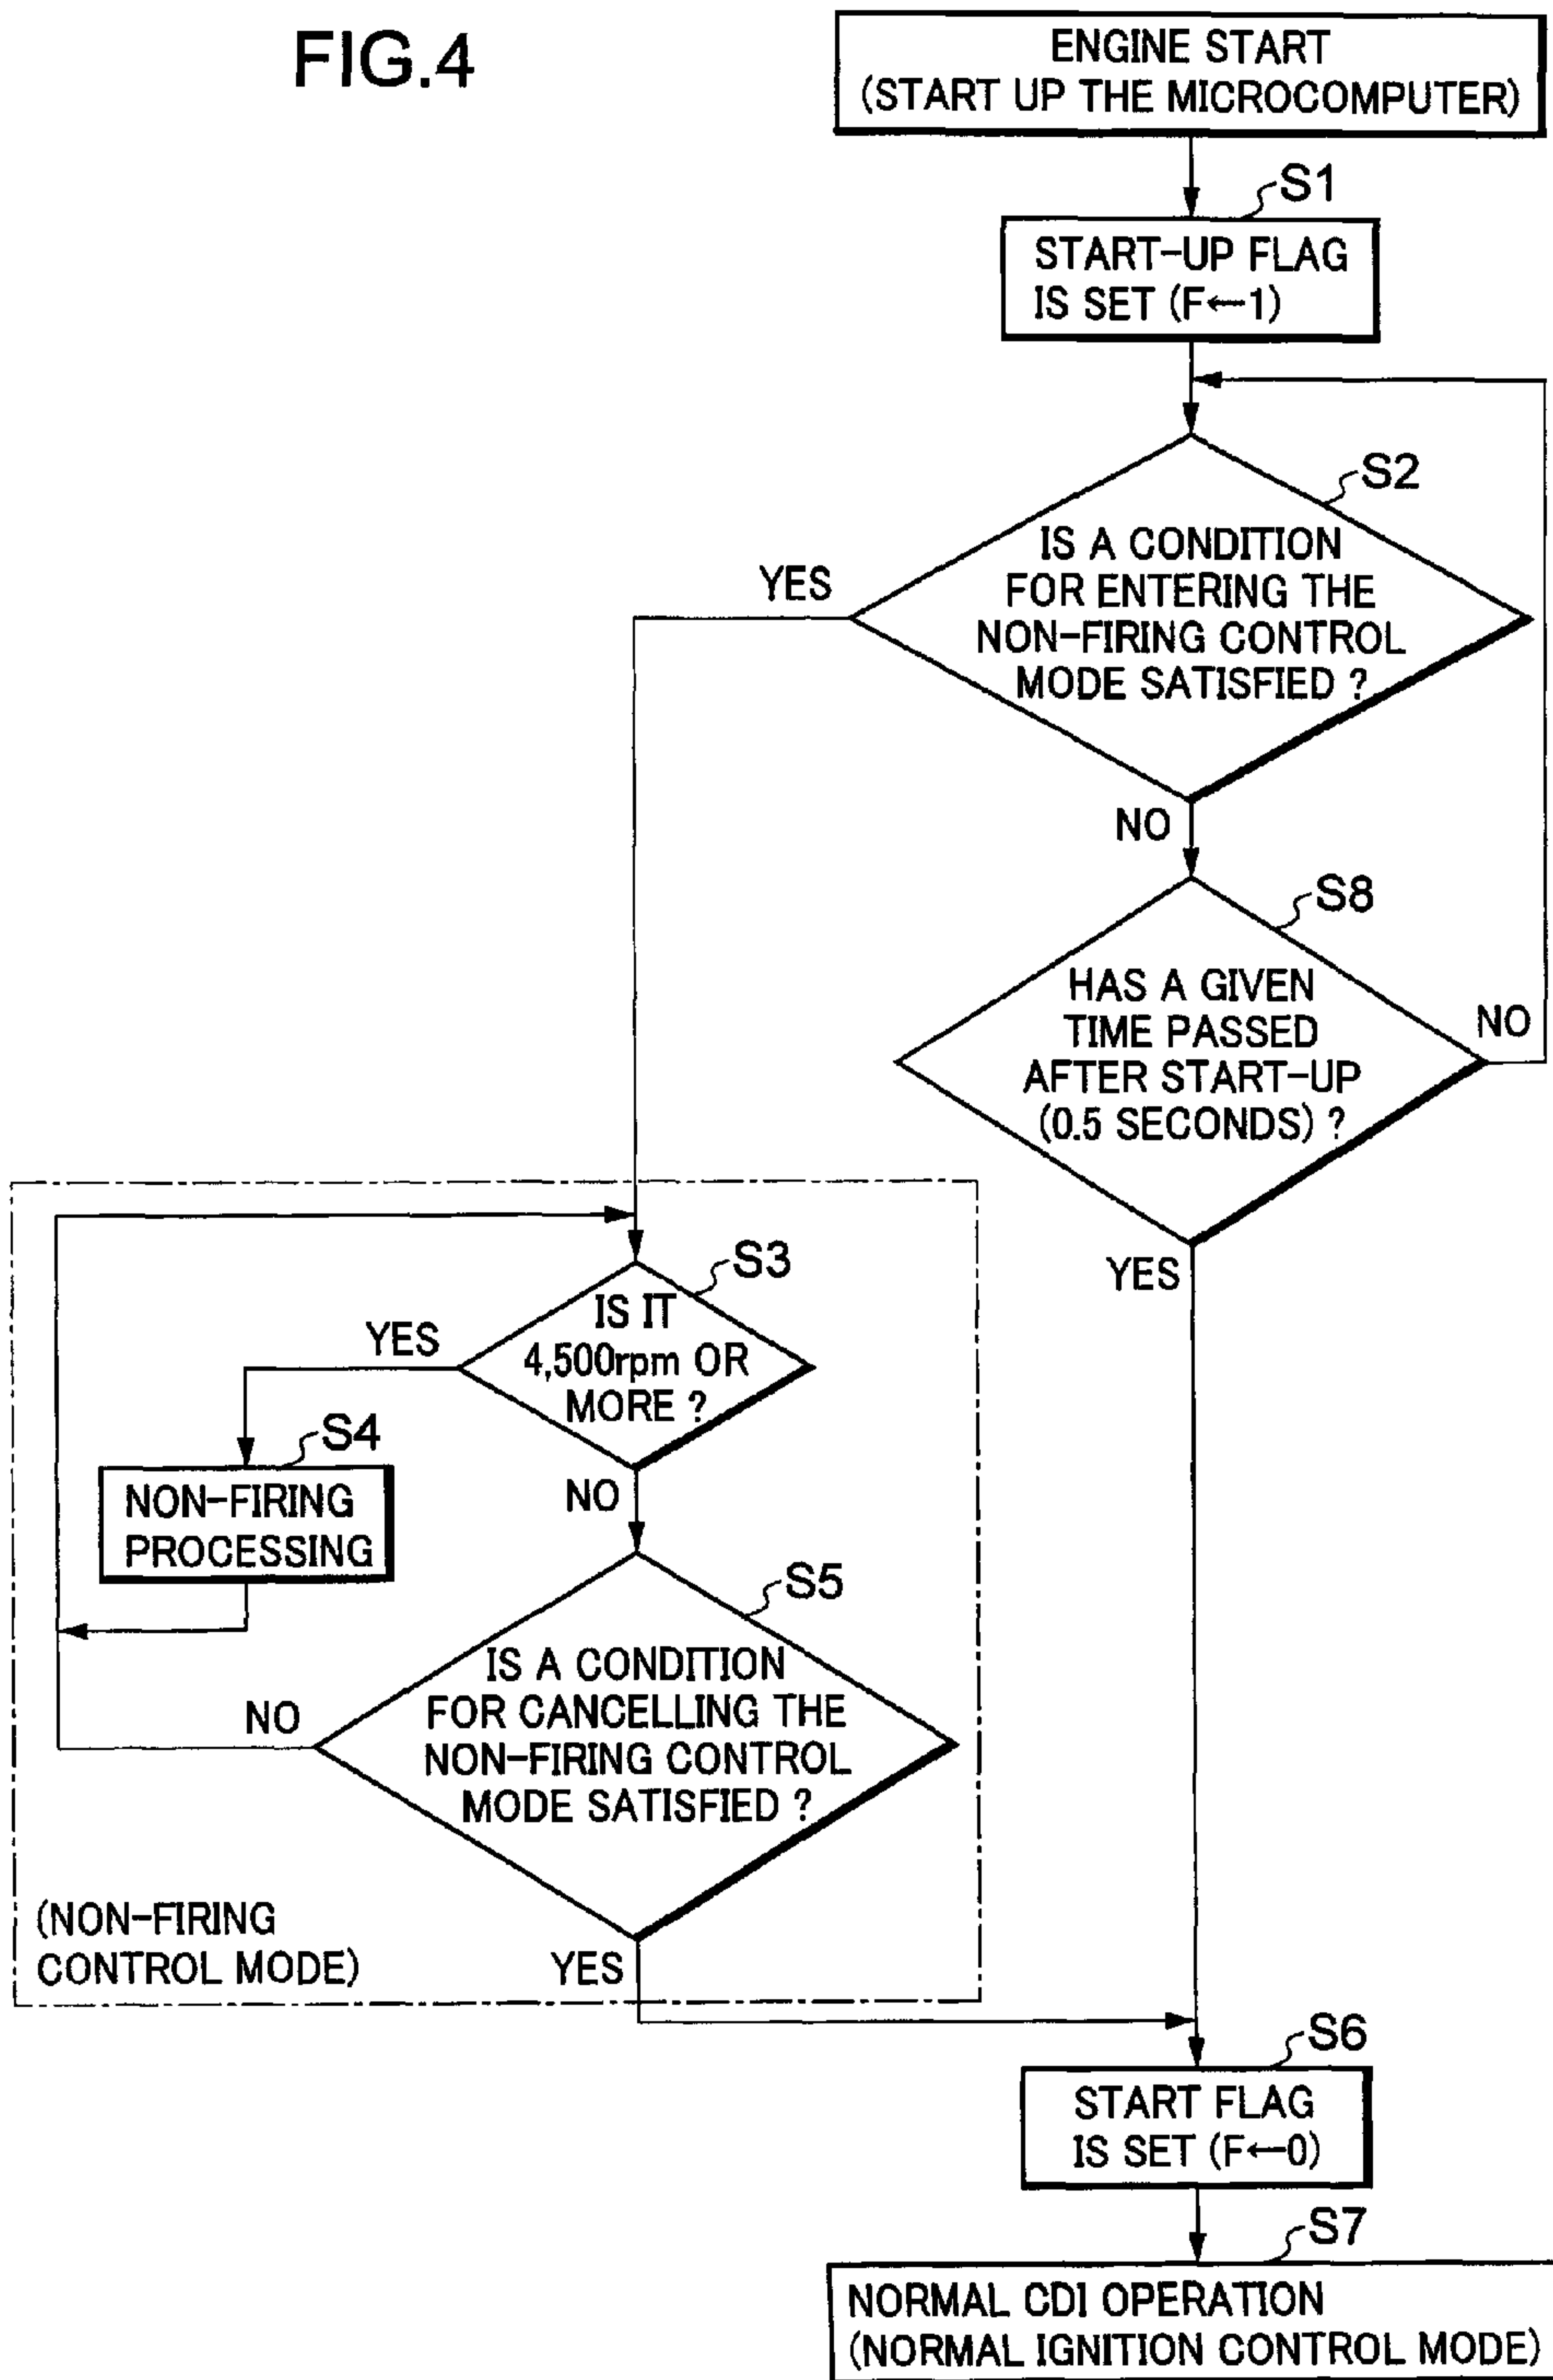 FIG.4
ENGINE START
(START UP THE MICROCOMPUTER)
S1
START-UP FLAG
IS SET (F←1)
S2
IS A CONDITION
FOR ENTERING THE
NON-FIRING CONTROL
MODE SATISFIED ?
YES
NO
S8
HAS A GIVEN
TIME PASSED
AFTER START-UP
(0.5 SECONDS) ?
NO
YES
S3
IS IT
4,500rpm OR
MORE ?
YES
NO
S4
NON-FIRING
PROCESSING
S5
IS A CONDITION
FOR CANCELLING THE
NON-FIRING CONTROL
MODE SATISFIED ?
NO
YES
(NON-FIRING
CONTROL MODE)
S6
START FLAG
IS SET (F←0)
S7
NORMAL CDI OPERATION
(NORMAL IGNITION CONTROL MODE)